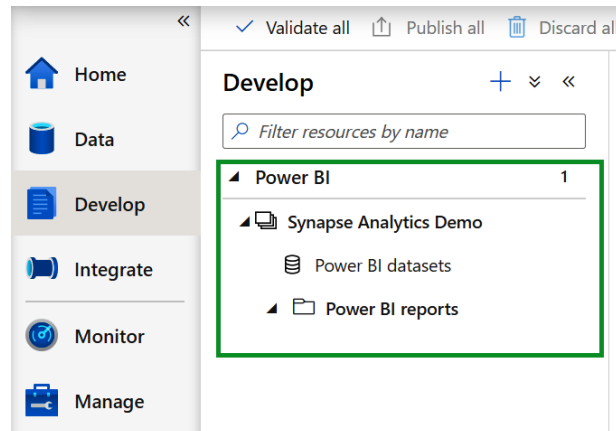 «
Home
Data
Develop
Integrate
Monitor
Manage
Validate all Publish all Discard al
Develop
«
Filter resources by name
Power BI 1
Synapse Analytics Demo
Power BI datasets
Power BI reports